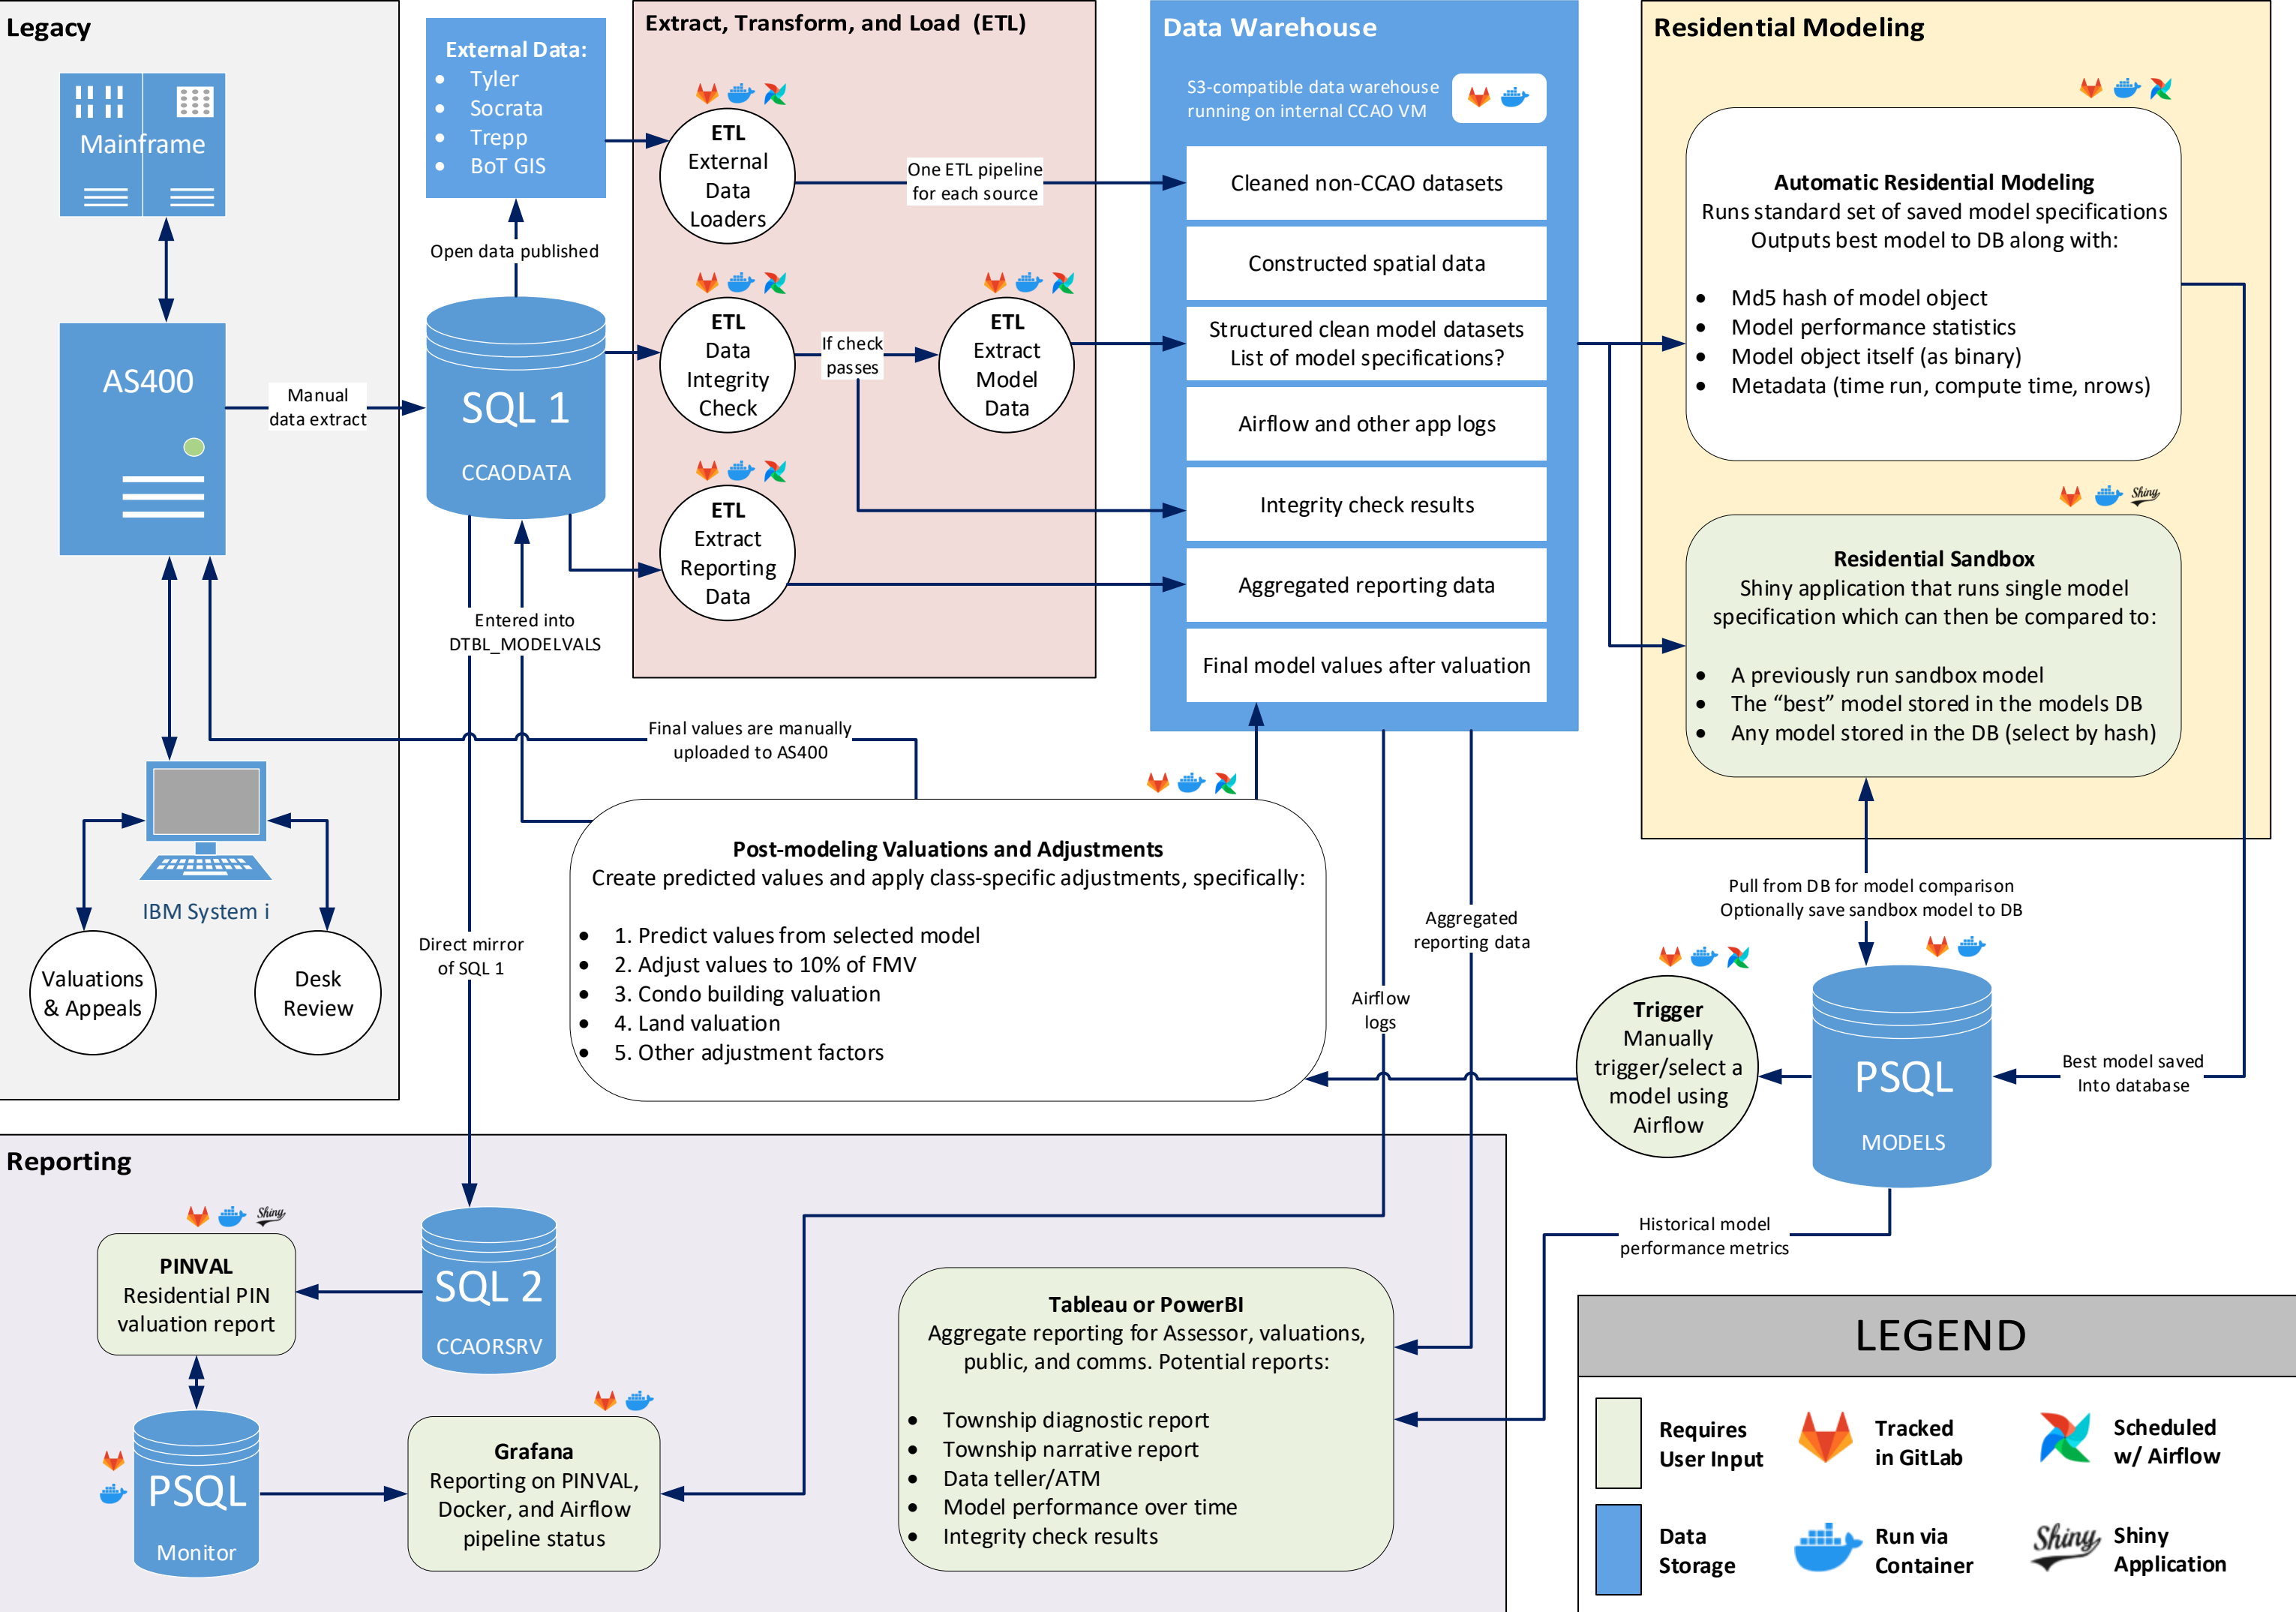 Legacy
Mainframe
AS400
Manual
data extract
IBM System i
Valuations
& Appeals
Desk
Review
External Data:
• Tyler
• Socrata
• Trepp
• BoT GIS
Open data published
SQL 1
CCAODATA
Entered into
DTBL_MODELVALS
Direct mirror
of SQL 1
Extract, Transform, and Load (ETL)
ETL
External
Data
Loaders
One ETL pipeline
for each source
ETL
Data
Integrity
Check
If check
passes
ETL
Extract
Model
Data
ETL
Extract
Reporting
Data
Data Warehouse
S3-compatible data warehouse
running on internal CCAO VM
Cleaned non-CCAO datasets
Constructed spatial data
Structured clean model datasets
List of model specifications?
Airflow and other app logs
Integrity check results
Aggregated reporting data
Final model values after valuation
Residential Modeling
Automatic Residential Modeling
Runs standard set of saved model specifications
Outputs best model to DB along with:
• Md5 hash of model object
• Model performance statistics
• Model object itself (as binary)
• Metadata (time run, compute time, nrows)
Shiny
Residential Sandbox
Shiny application that runs single model
specification which can then be compared to:
• A previously run sandbox model
• The “best” model stored in the models DB
• Any model stored in the DB (select by hash)
Final values are manually
uploaded to AS400
Post-modeling Valuations and Adjustments
Create predicted values and apply class-specific adjustments, specifically:
• 1. Predict values from selected model
• 2. Adjust values to 10% of FMV
• 3. Condo building valuation
• 4. Land valuation
• 5. Other adjustment factors
Airflow
logs
Aggregated
reporting data
Pull from DB for model comparison
Optionally save sandbox model to DB
Trigger
Manually
trigger/select a
model using
Airflow
PSQL
MODELS
Best model saved
Into database
Historical model
performance metrics
Reporting
Shiny
PINVAL
Residential PIN
valuation report
SQL 2
CCAORSRV
PSQL
Monitor
Grafana
Reporting on PINVAL,
Docker, and Airflow
pipeline status
Tableau or PowerBI
Aggregate reporting for Assessor, valuations,
public, and comms. Potential reports:
• Township diagnostic report
• Township narrative report
• Data teller/ATM
• Model performance over time
• Integrity check results
LEGEND
Requires
User Input
Tracked
in GitLab
Scheduled
w/ Airflow
Data
Storage
Run via
Container
Shiny
Shiny
Application